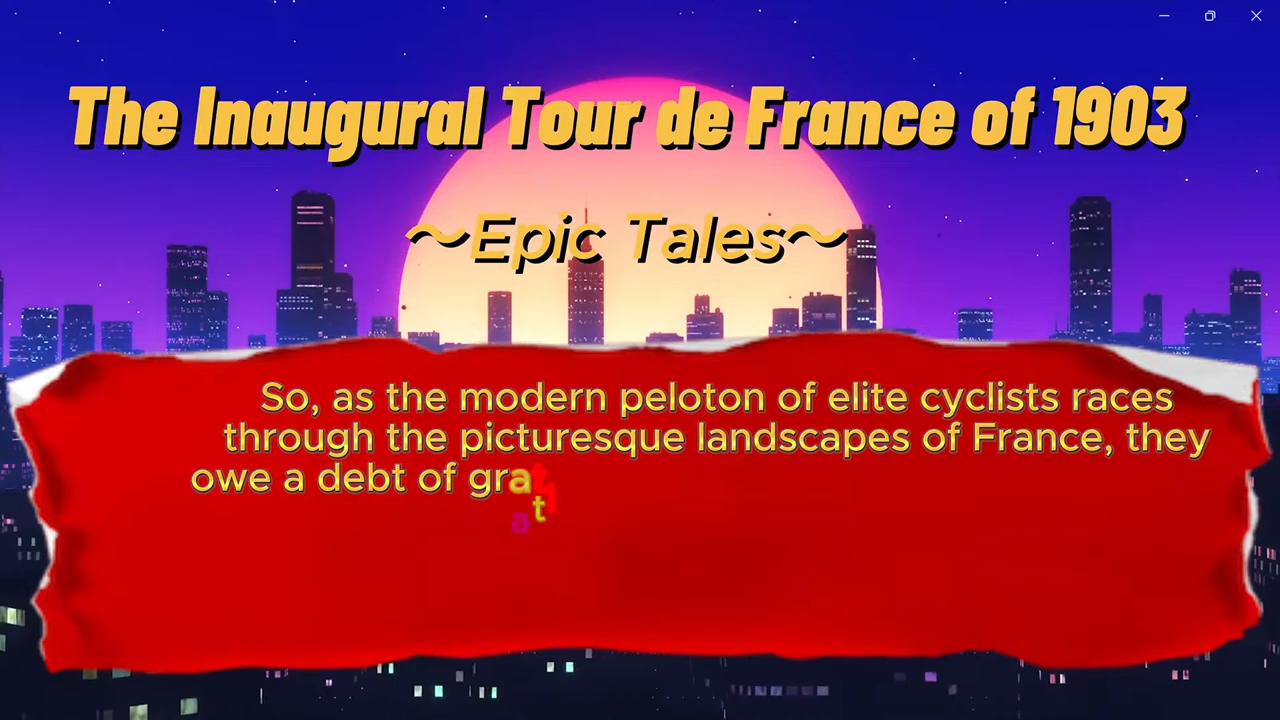 The Inaugural Tour de France of 1903
~Epic Tales~
So, as the modern peloton of elite cyclists races
through the picturesque landscapes of France, they
owe a debt of grat